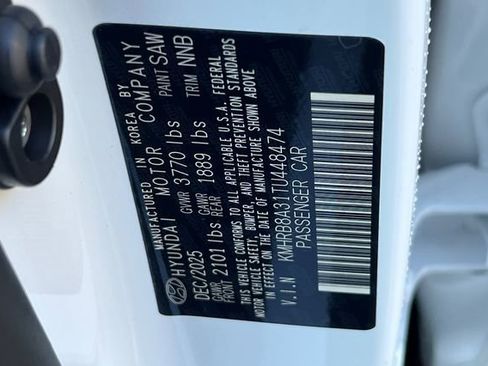 MANUFACTURED IN KOREA BY
HYUNDAI MOTOR COMPANY
DEC/2025 GVWR 3770 lbs PAINT SAW
GAWR FRONT 2101 lbs GAWR REAR 1889 lbs TRIM NNB
THIS VEHICLE CONFORMS TO ALL APPLICABLE U.S.A. FEDERAL
MOTOR VEHICLE SAFETY, BUMPER, AND THEFT PREVENTION STANDARDS
IN EFFECT ON THE DATE OF MANUFACTURE SHOWN ABOVE
V.I.N KMHRB8A31TU448474
PASSENGER CAR